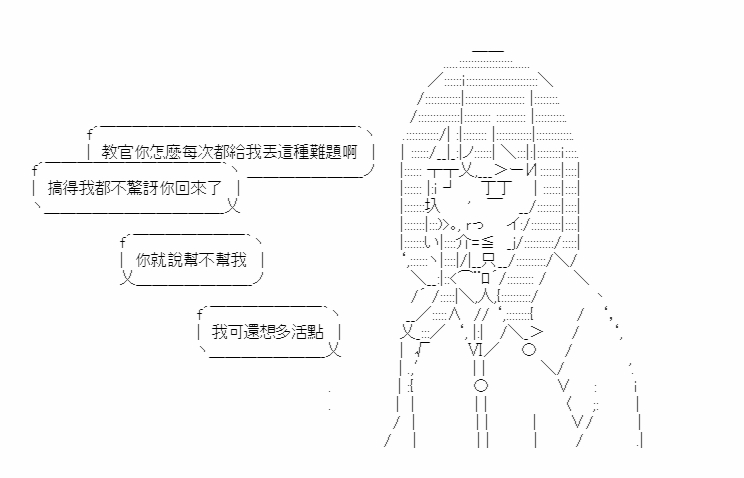 教官你怎麼每次都給我丟這種難題啊
搞得我都不驚訝你回來了
你就說幫不幫我
我可還想多活點